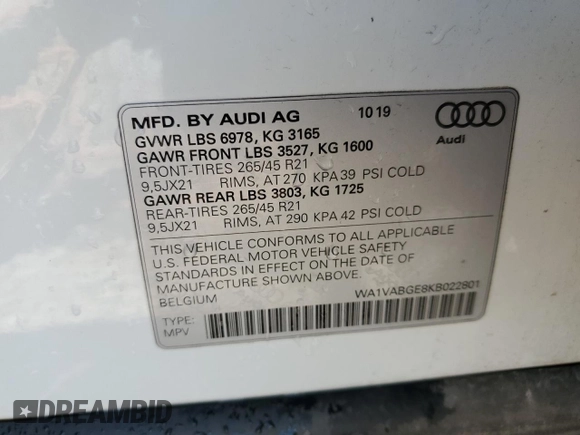 MFD. BY AUDI AG 10 19
GVWR LBS 6978, KG 3165
GAWR FRONT LBS 3527, KG 1600
FRONT-TIRES 265/45 R21
9,5JX21 RIMS, AT 270 KPA 39 PSI COLD
GAWR REAR LBS 3803, KG 1725
REAR-TIRES 265/45 R21
9,5JX21 RIMS, AT 290 KPA 42 PSI COLD
Audi
THIS VEHICLE CONFORMS TO ALL APPLICABLE
U.S. FEDERAL MOTOR VEHICLE SAFETY
STANDARDS IN EFFECT ON THE DATE OF
MANUFACTURE SHOWN ABOVE.
BELGIUM
WA1VABGE8KB022801
TYPE:
MPV
DREAMBID